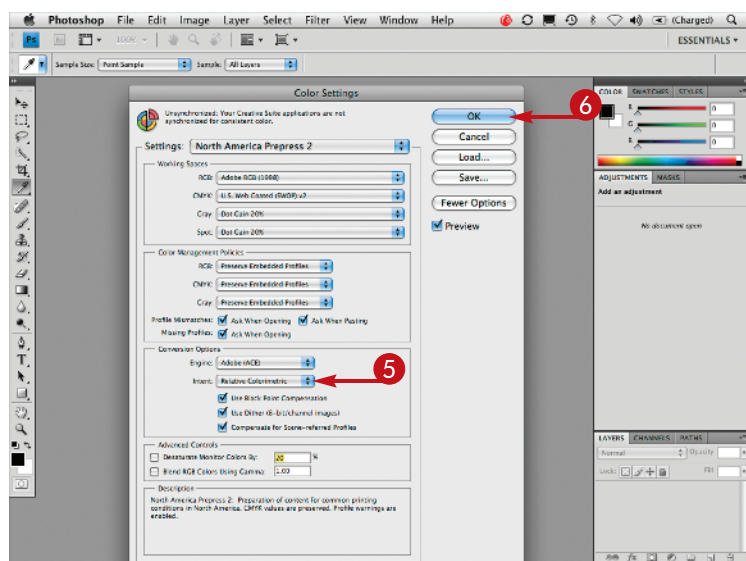 Photoshop File Edit Image Layer Select Filter View Window Help (Charged)
Ps 100% ESSENTIALS
Sample Size: Point Sample Sample: All Layers
Color Settings
Unsynchronized: Your Creative Suite applications are not
synchronized for consistent color.
OK
6
Cancel
Load...
Save...
Fewer Options
Preview
Settings: North America Prepress 2
Working Spaces
RGB: Adobe RGB (1998)
CMYK: U.S. Web Coated (SWOP) v2
Gray: Dot Gain 20%
Spot: Dot Gain 20%
Color Management Policies
RGB: Preserve Embedded Profiles
CMYK: Preserve Embedded Profiles
Gray: Preserve Embedded Profiles
Profile Mismatches: Ask When Opening Ask When Pasting
Missing Profiles: Ask When Opening
Conversion Options
Engine: Adobe (ACE)
Intent: Relative Colorimetric
5
Use Black Point Compensation
Use Dither (8-bit/channel images)
Compensate for Scene-referred Profiles
Advanced Controls
Desaturate Monitor Colors By: 20 %
Blend RGB Colors Using Gamma: 1.00
Description
North America Prepress 2: Preparation of content for common printing
conditions in North America. CMYK values are preserved. Profile warnings are
enabled.
COLOR SWATCHES STYLES
R 0
G 0
B 0
ADJUSTMENTS MASKS
Add an adjustment
No document open
LAYERS CHANNELS PATHS
Normal Opacity
Lock: Fill
T
fx